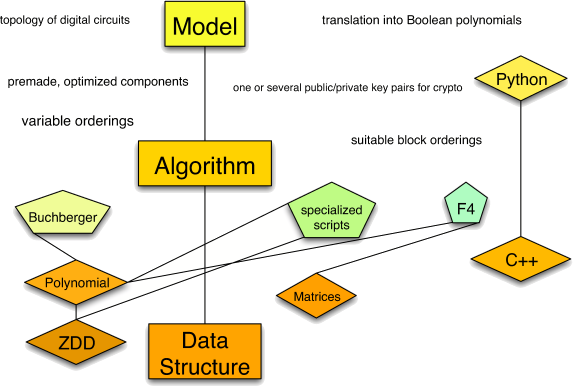 topology of digital circuits
Model
translation into Boolean polynomials
premade, optimized components
one or several public/private key pairs for crypto
Python
variable orderings
suitable block orderings
Algorithm
Buchberger
specialized
scripts
F4
C++
Polynomial
Matrices
ZDD
Data
Structure